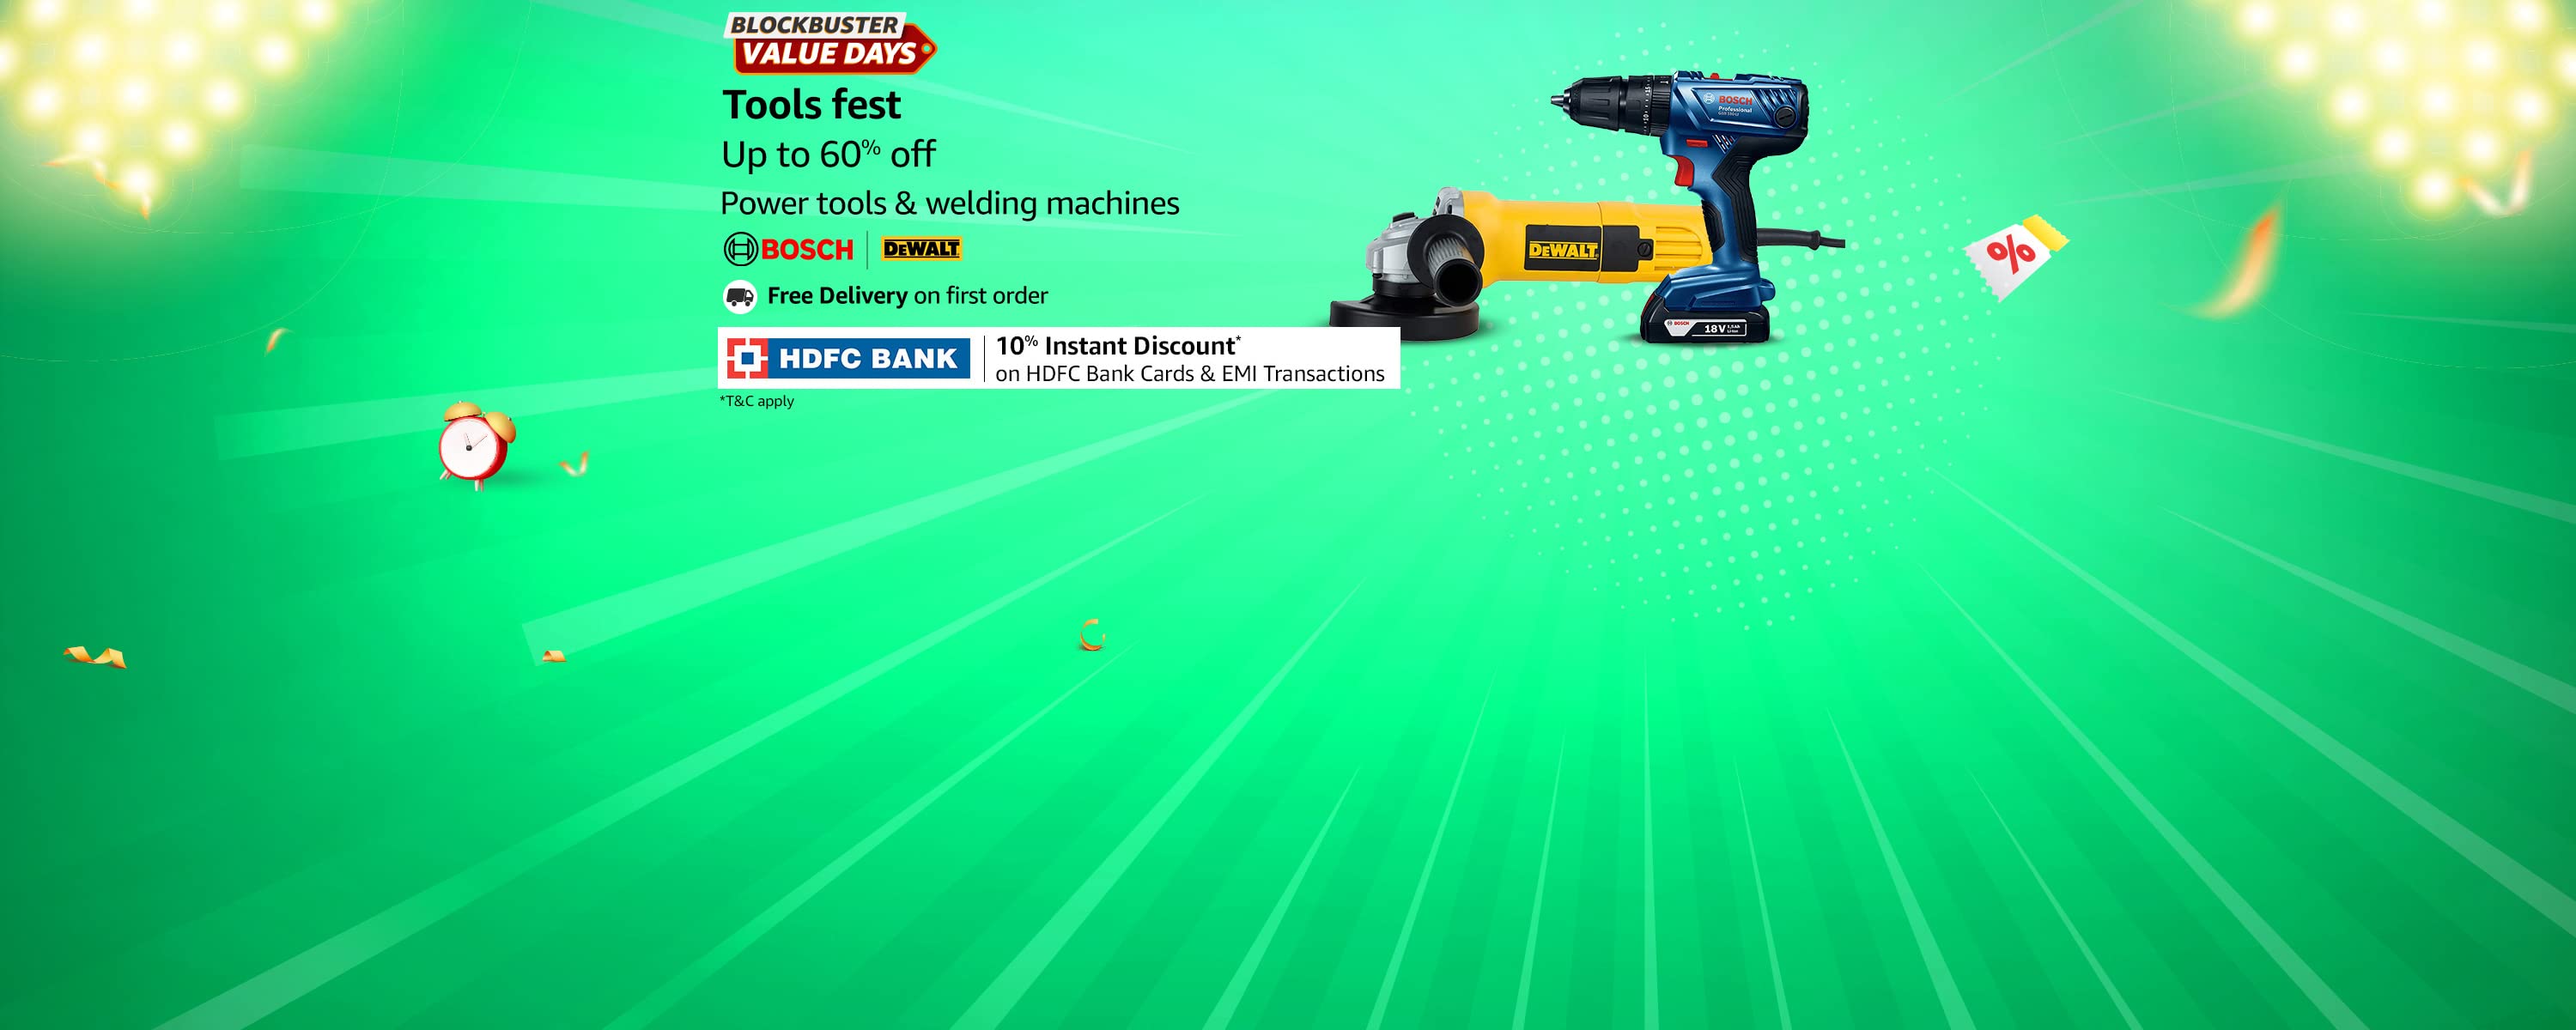 BLOCKBUSTER
VALUE DAYS
Tools fest
Up to 60% off
Power tools & welding machines
BOSCH
DEWALT
Free Delivery on first order
HDFC BANK
10% Instant Discount*
on HDFC Bank Cards & EMI Transactions
*T&C apply
BOSCH
Professional
DEWALT
BOSCH
18V
%